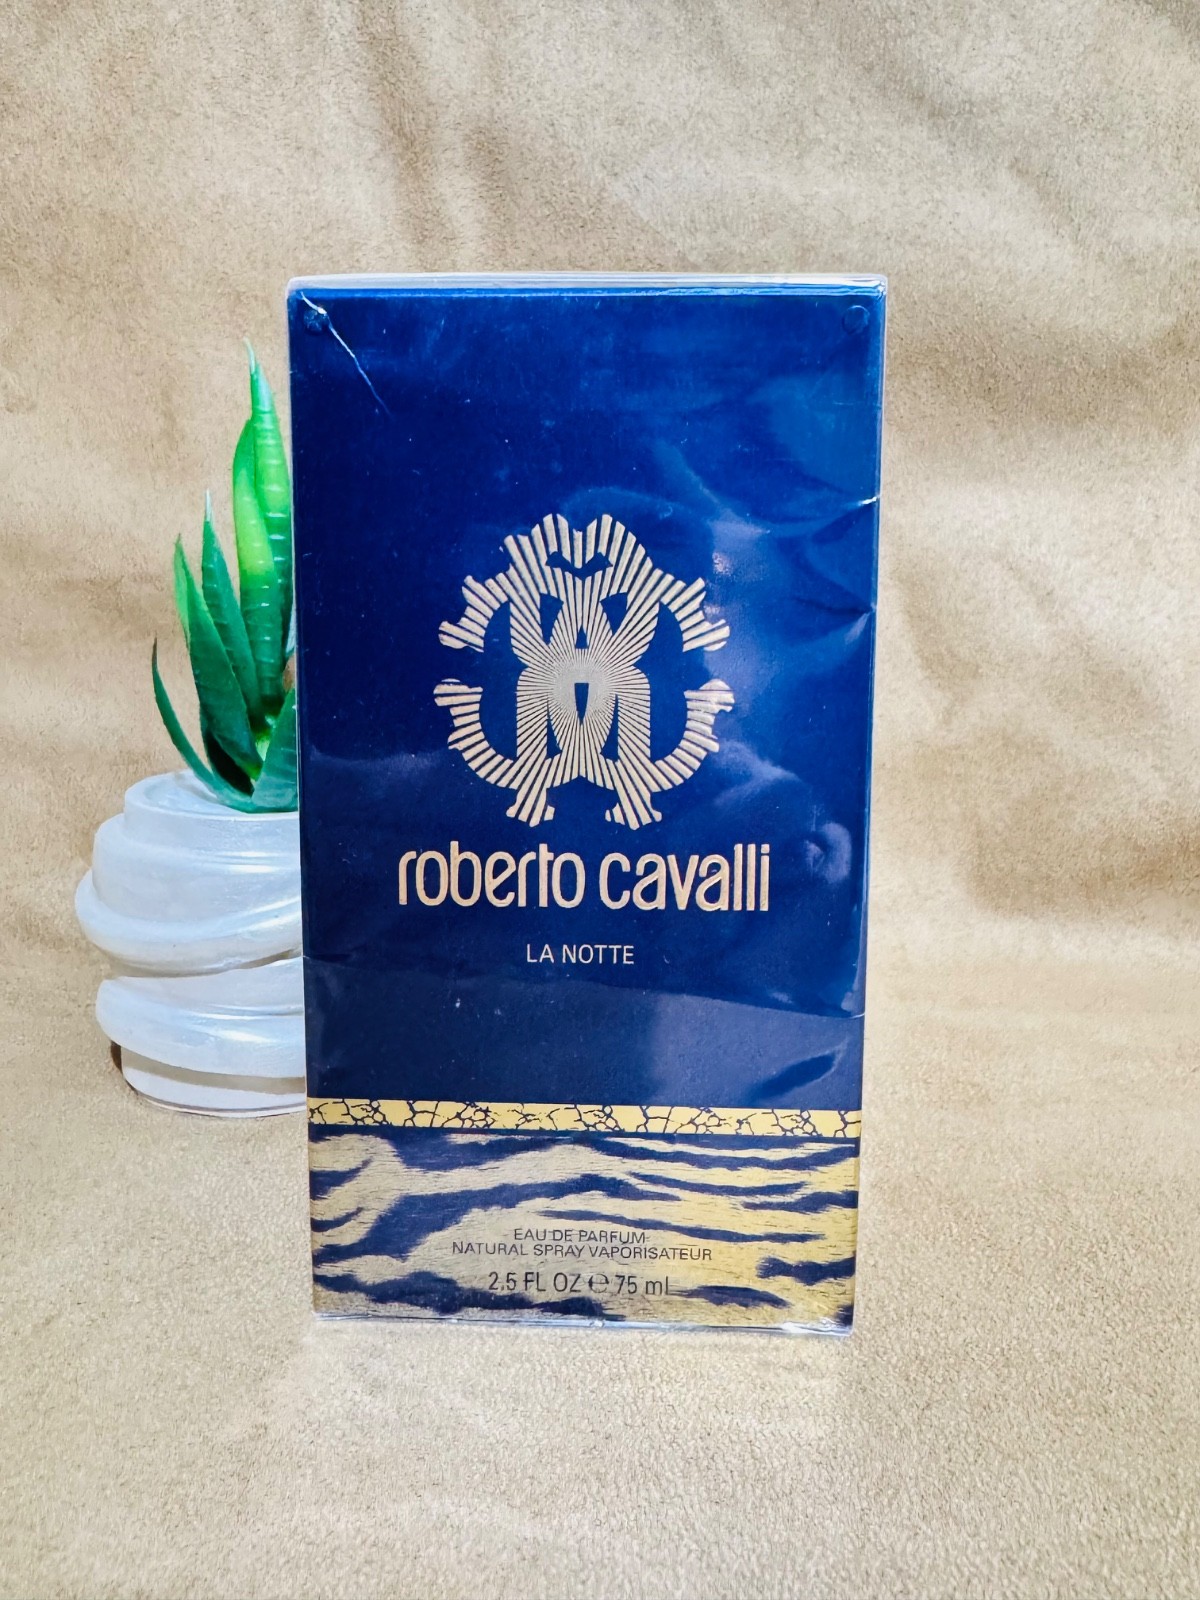 roberto cavalli
LA NOTTE
EAU DE PARFUM
NATURAL SPRAY VAPORISATEUR
2.5 FL OZ ℮ 75 ml